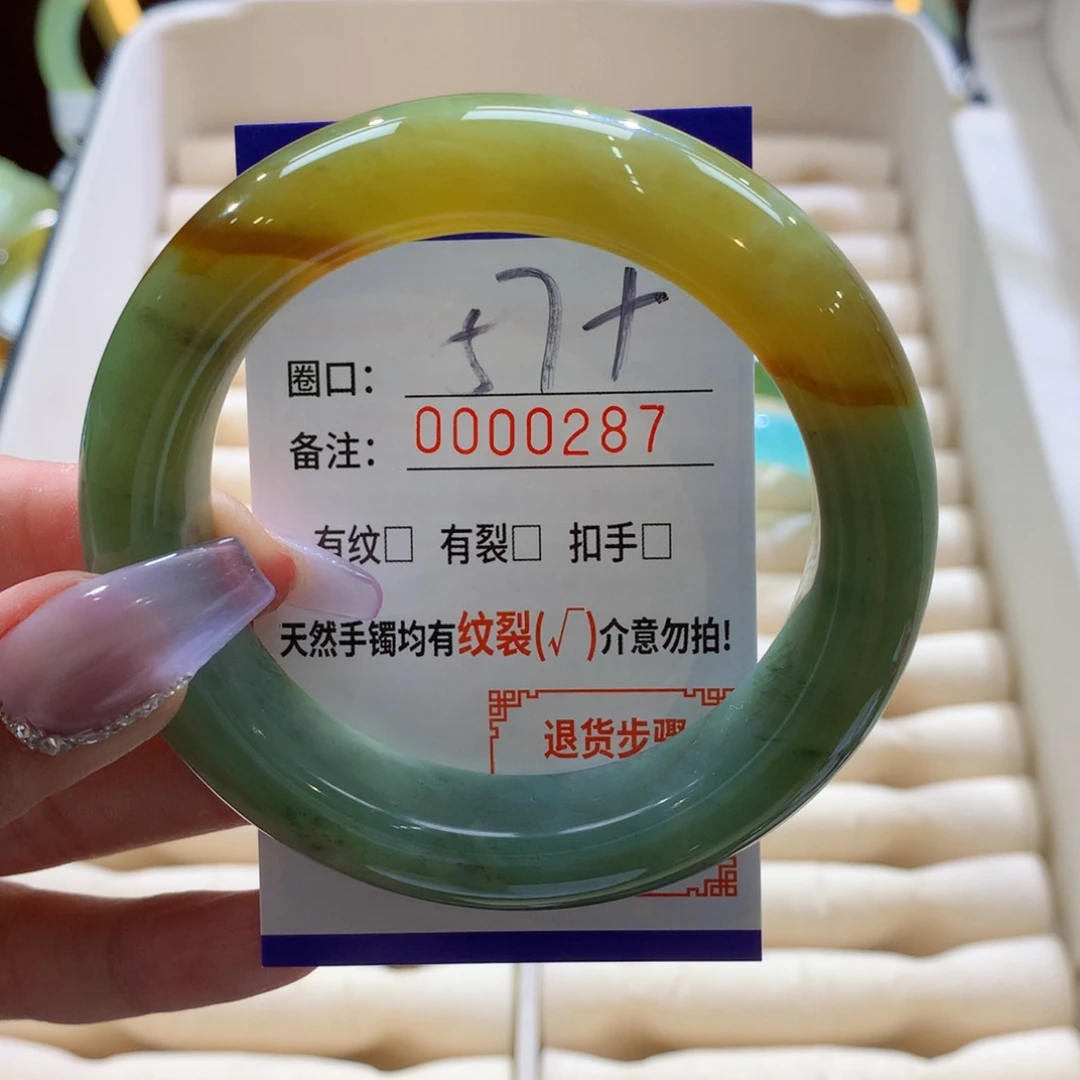 圈口： 57+
备注： 0000287
有纹□ 有裂□ 扣手□
天然手镯均有纹裂(√)介意勿拍!
退货步骤